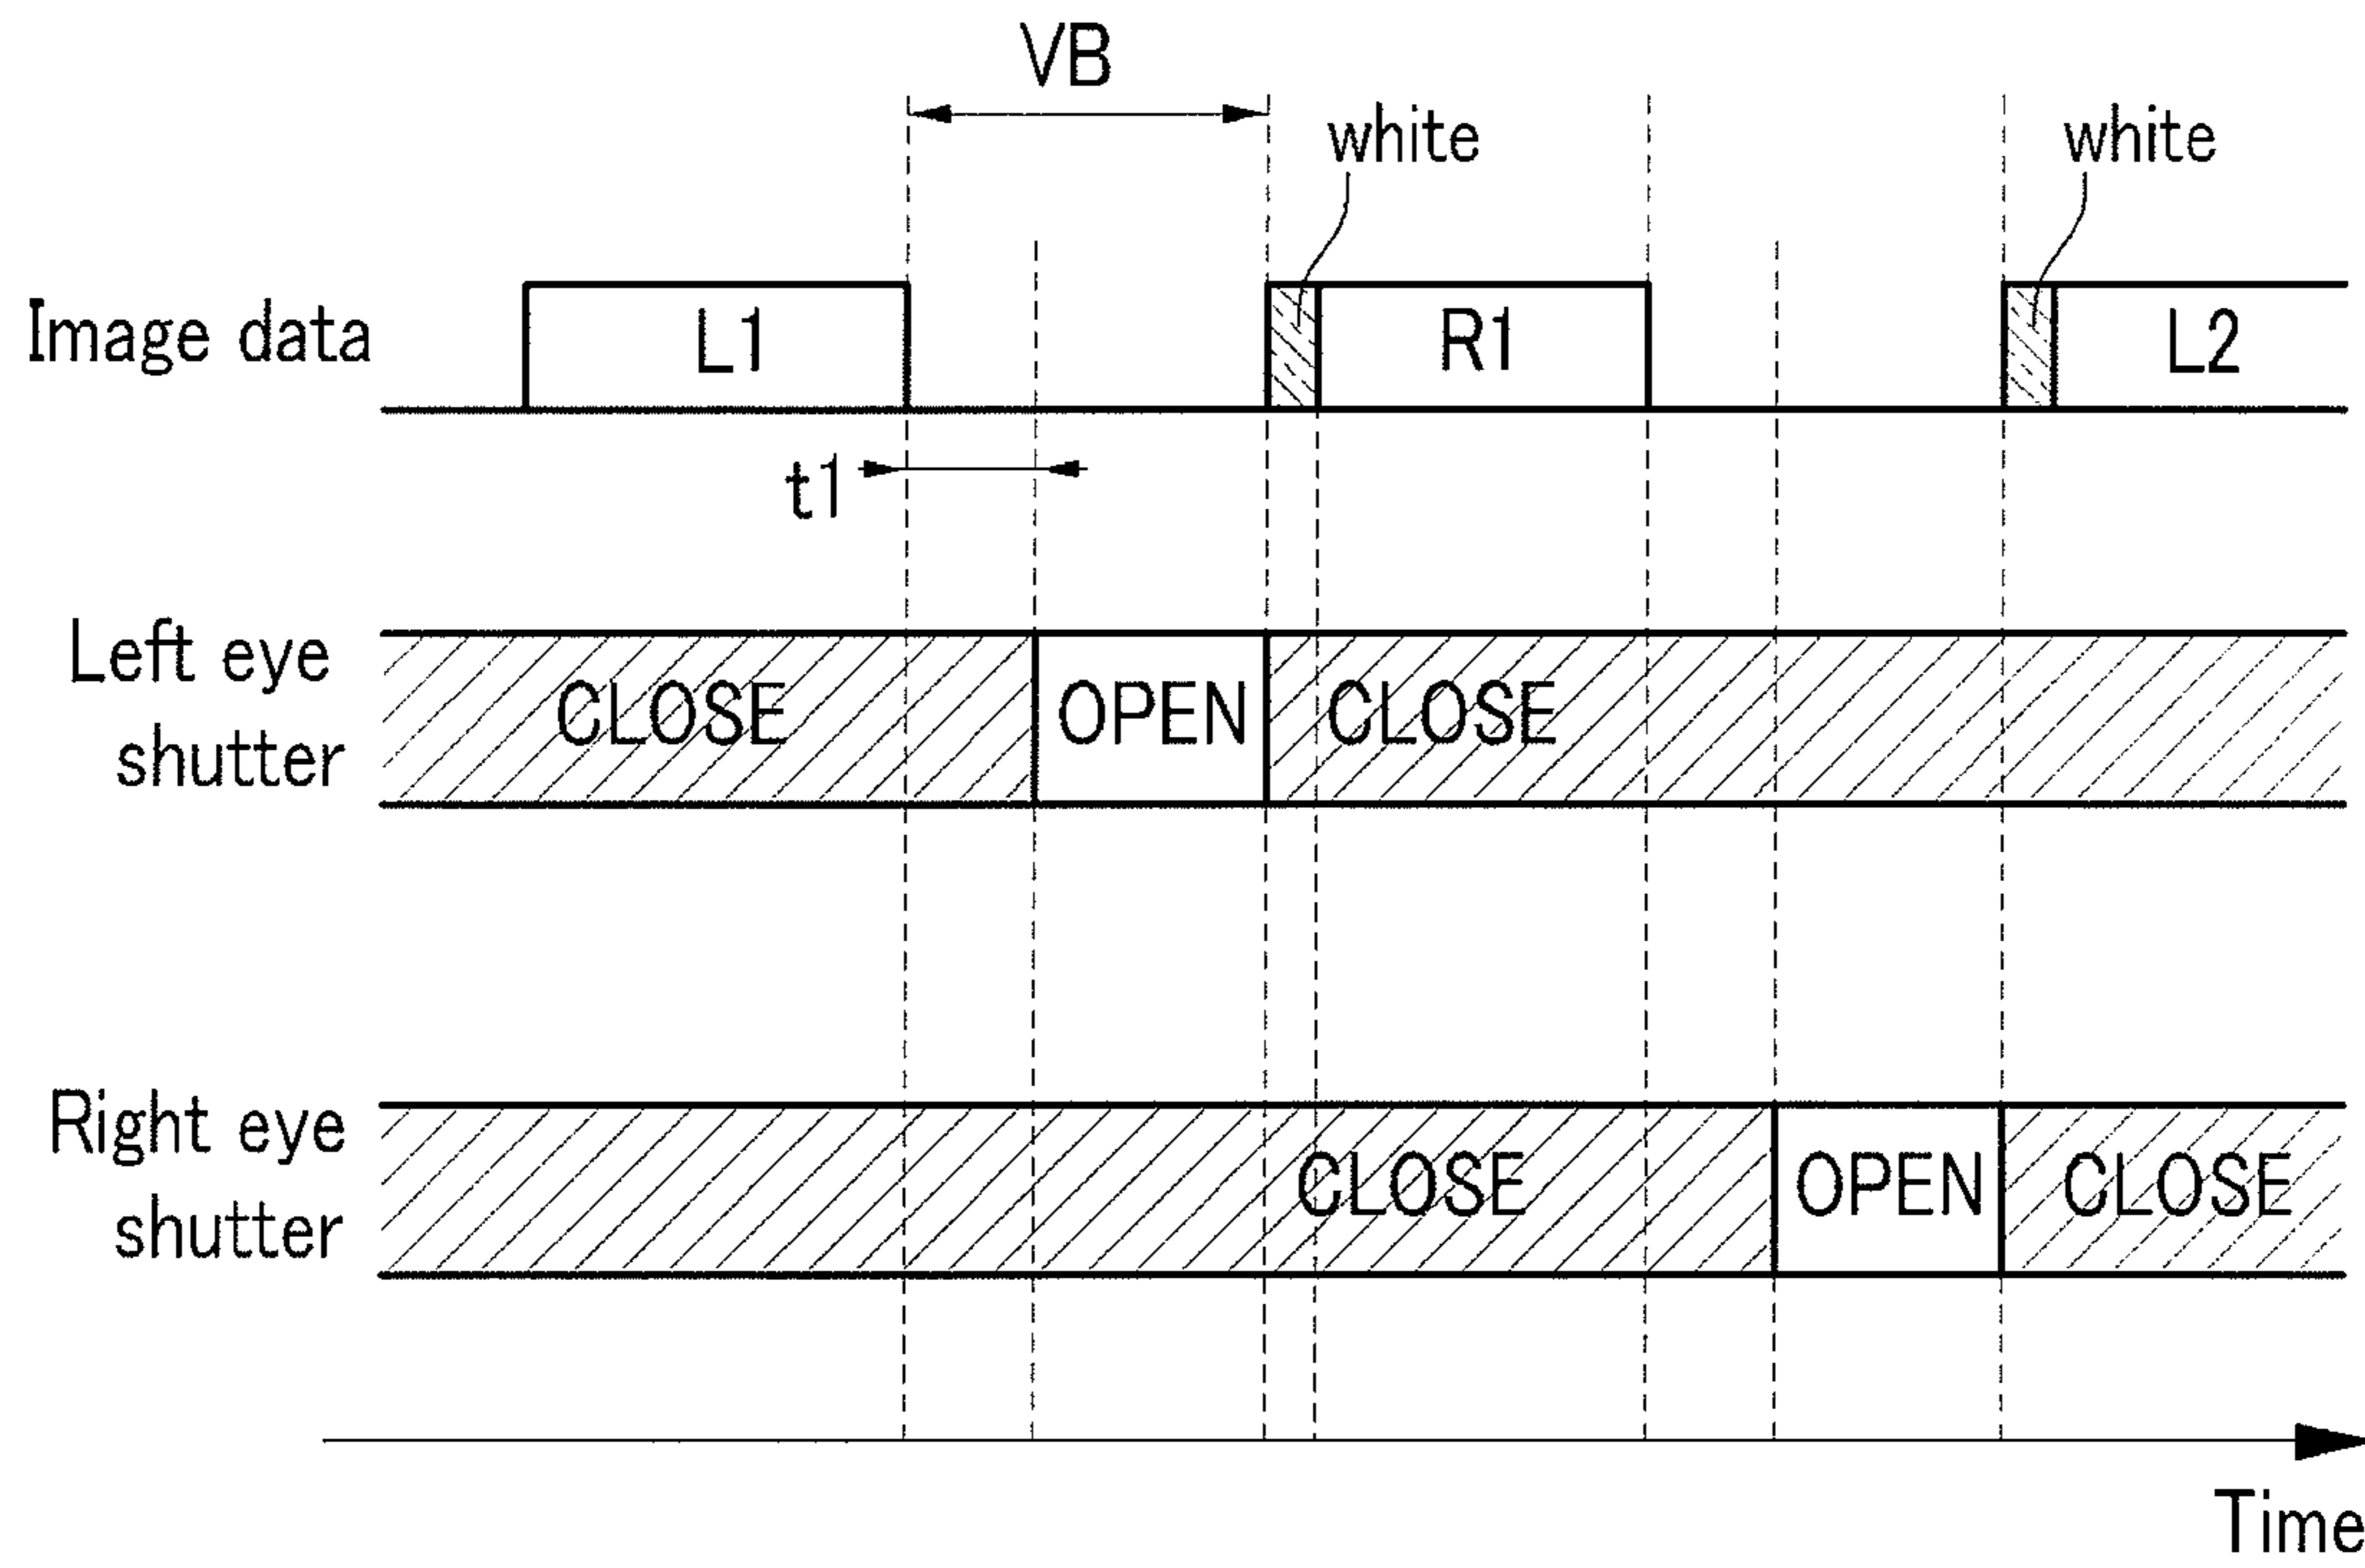 VB
white
white
Image data
L1
R1
L2
t1
Left eye
shutter
CLOSE
OPEN
CLOSE
Right eye
shutter
CLOSE
OPEN
CLOSE
Time